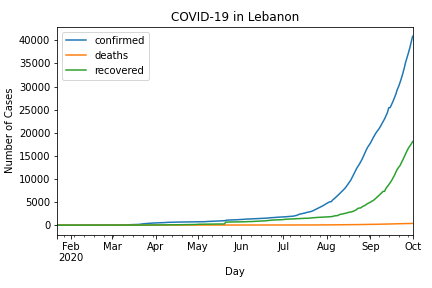 COVID-19 in Lebanon
confirmed
deaths
recovered
Number of Cases
40000
35000
30000
25000
20000
15000
10000
5000
0
Feb Mar Apr May Jun Jul Aug Sep Oct
2020
Day